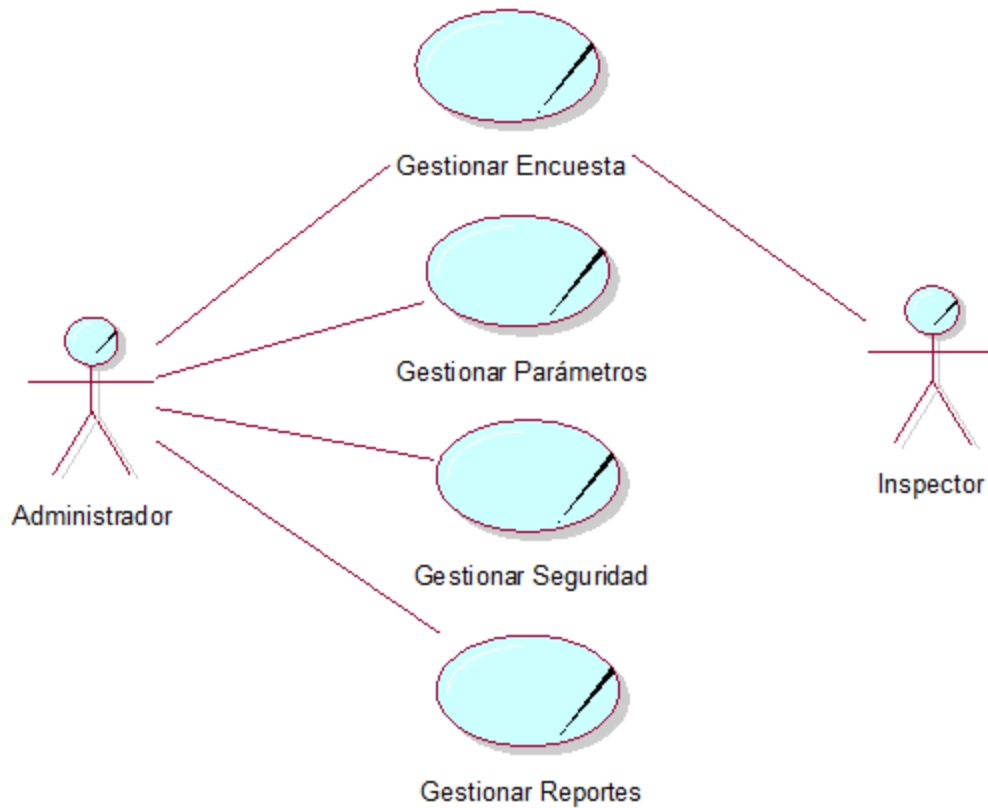 Gestionar Encuesta
Gestionar Parámetros
Administrador
Inspector
Gestionar Seguridad
Gestionar Reportes